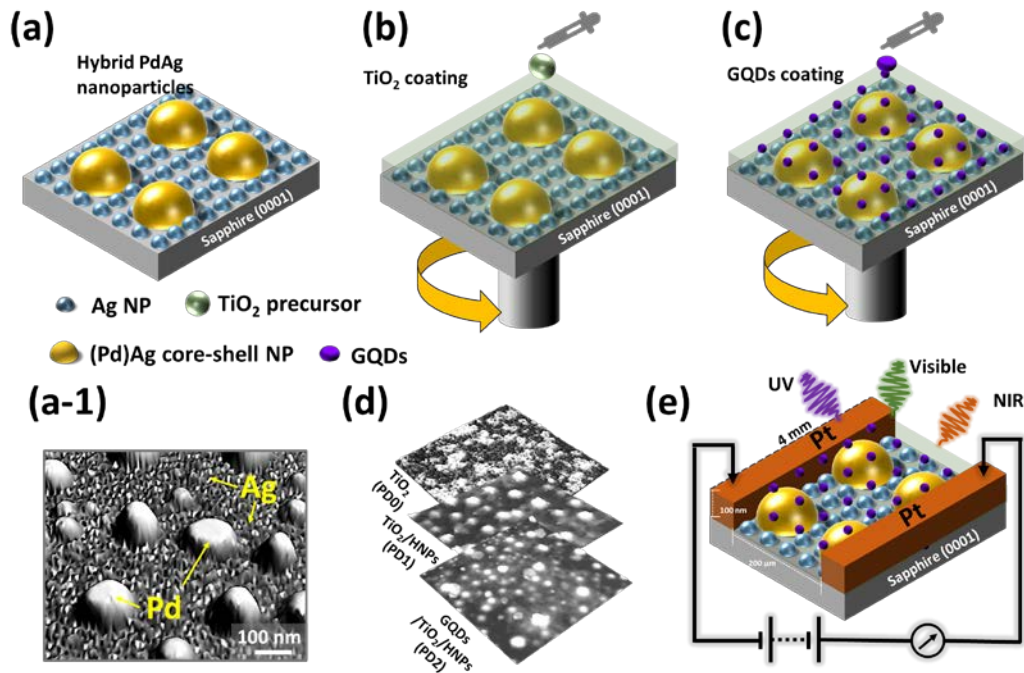 (a)
Hybrid PdAg
nanoparticles
Sapphire (0001)
(b)
TiO₂ coating
Sapphire (0001)
(c)
GQDs coating
Sapphire (0001)
Ag NP
TiO₂ precursor
(Pd)Ag core-shell NP
GQDs
(a-1)
Ag
Pd
100 nm
(d)
TiO₂
(PD0)
TiO₂/HNPs
(PD1)
GQDs
/TiO₂/HNPs
(PD2)
(e)
UV
Visible
NIR
4 mm
Pt
Pt
100 nm
200 μm
Sapphire (0001)